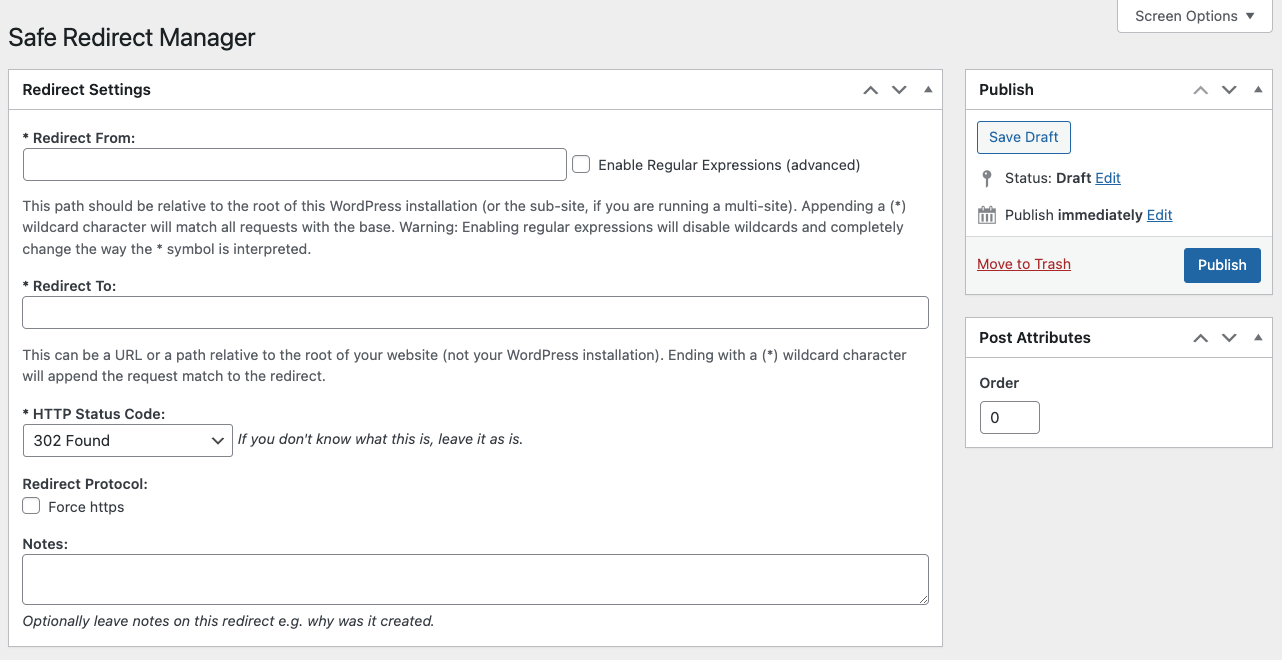 Screen Options ▼
Safe Redirect Manager
Redirect Settings
* Redirect From:
Enable Regular Expressions (advanced)
This path should be relative to the root of this WordPress installation (or the sub-site, if you are running a multi-site). Appending a (*)
wildcard character will match all requests with the base. Warning: Enabling regular expressions will disable wildcards and completely
change the way the * symbol is interpreted.
* Redirect To:
This can be a URL or a path relative to the root of your website (not your WordPress installation). Ending with a (*) wildcard character
will append the request match to the redirect.
* HTTP Status Code:
302 Found
If you don't know what this is, leave it as is.
Redirect Protocol:
Force https
Notes:
Optionally leave notes on this redirect e.g. why was it created.
Publish
Save Draft
Status: Draft Edit
Publish immediately Edit
Move to Trash
Publish
Post Attributes
Order
0